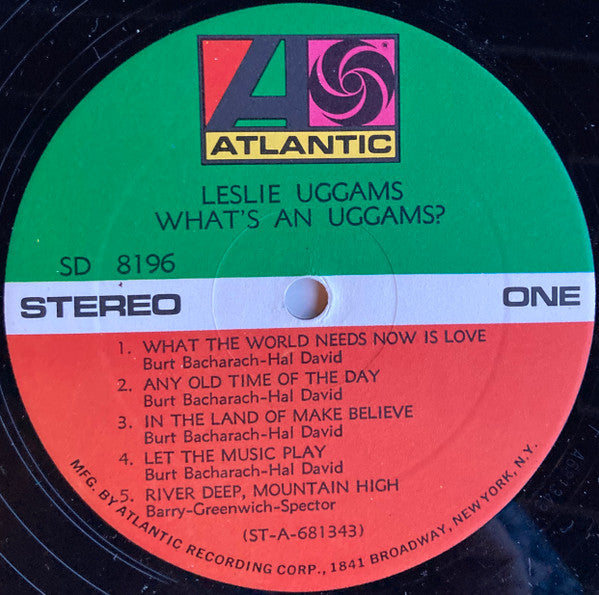 ATLANTIC
LESLIE UGGAMS
WHAT'S AN UGGAMS?
SD 8196
STEREO
ONE
1. WHAT THE WORLD NEEDS NOW IS LOVE
Burt Bacharach-Hal David
2. ANY OLD TIME OF THE DAY
Burt Bacharach-Hal David
3. IN THE LAND OF MAKE BELIEVE
Burt Bacharach-Hal David
4. LET THE MUSIC PLAY
Burt Bacharach-Hal David
5. RIVER DEEP, MOUNTAIN HIGH
Barry-Greenwich-Spector
(ST-A-681343)
MFG. BY ATLANTIC RECORDING CORP., 1841 BROADWAY, NEW YORK, N.Y.